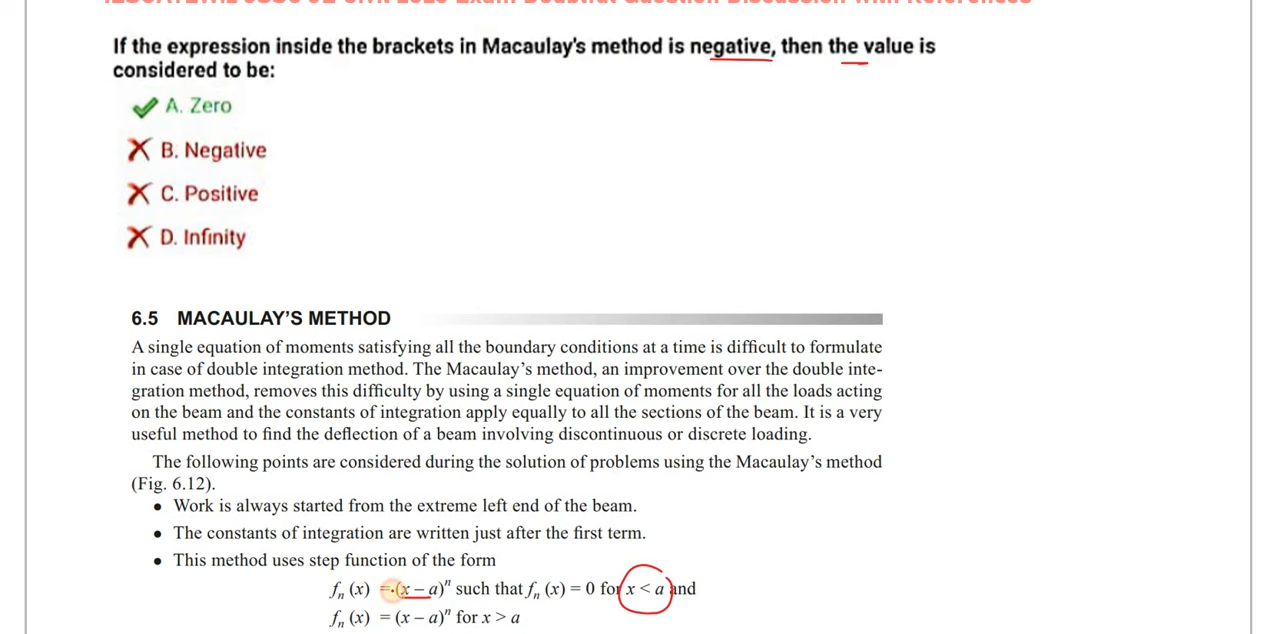 If the expression inside the brackets in Macaulay's method is negative, then the value is
considered to be:
A. Zero
B. Negative
C. Positive
D. Infinity
6.5 MACAULAY'S METHOD
A single equation of moments satisfying all the boundary conditions at a time is difficult to formulate
in case of double integration method. The Macaulay's method, an improvement over the double inte-
gration method, removes this difficulty by using a single equation of moments for all the loads acting
on the beam and the constants of integration apply equally to all the sections of the beam. It is a very
useful method to find the deflection of a beam involving discontinuous or discrete loading.
The following points are considered during the solution of problems using the Macaulay's method
(Fig. 6.12).
• Work is always started from the extreme left end of the beam.
• The constants of integration are written just after the first term.
• This method uses step function of the form
fₙ (x) = (x – a)ⁿ such that fₙ (x) = 0 for x < a and
fₙ (x) = (x – a)ⁿ for x > a